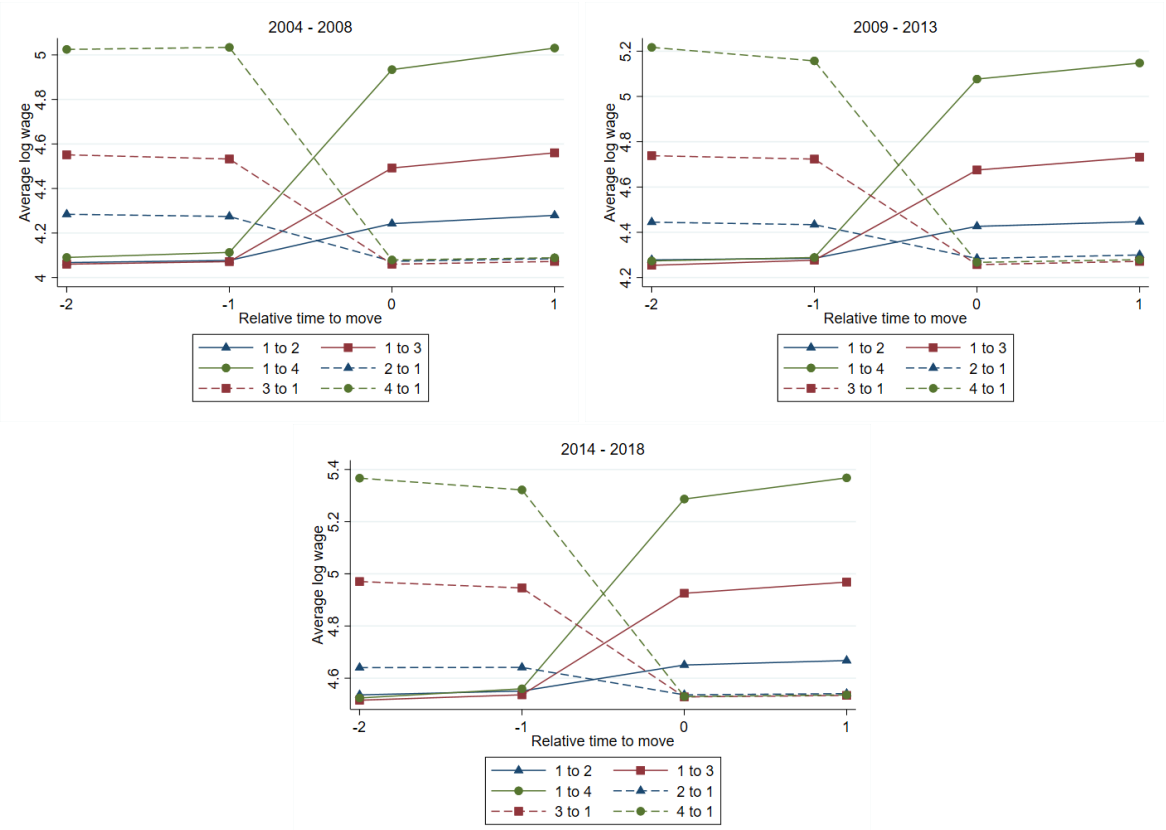 2004 - 2008
Average log wage
5
4.8
4.6
4.4
4.2
4
-2 -1 0 1
Relative time to move
1 to 2 1 to 3
1 to 4 2 to 1
3 to 1 4 to 1
2009 - 2013
Average log wage
5.2
5
4.8
4.6
4.4
4.2
-2 -1 0 1
Relative time to move
1 to 2 1 to 3
1 to 4 2 to 1
3 to 1 4 to 1
2014 - 2018
Average log wage
5.4
5.2
5
4.8
4.6
-2 -1 0 1
Relative time to move
1 to 2 1 to 3
1 to 4 2 to 1
3 to 1 4 to 1